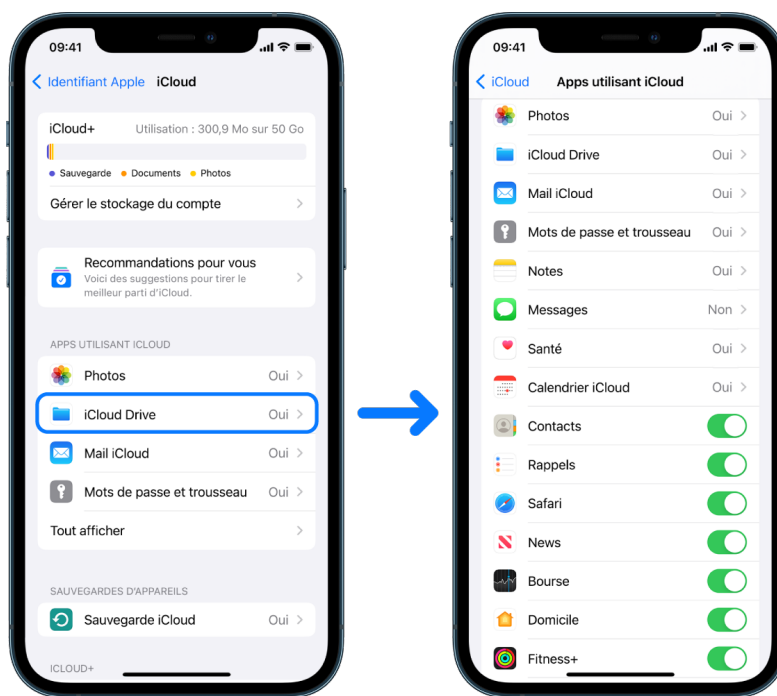 09:41
Identifiant Apple iCloud
iCloud+ Utilisation : 300,9 Mo sur 50 Go
Sauvegarde Documents Photos
Gérer le stockage du compte
Recommandations pour vous
Voici des suggestions pour tirer le
meilleur parti d’iCloud.
APPS UTILISANT ICLOUD
Photos Oui
iCloud Drive Oui
Mail iCloud Oui
Mots de passe et trousseau Oui
Tout afficher
SAUVEGARDES D’APPAREILS
Sauvegarde iCloud Oui
ICLOUD+
09:41
iCloud Apps utilisant iCloud
Photos Oui
iCloud Drive Oui
Mail iCloud Oui
Mots de passe et trousseau Oui
Notes Oui
Messages Non
Santé Oui
Calendrier iCloud Oui
Contacts
Rappels
Safari
News
Bourse
Domicile
Fitness+